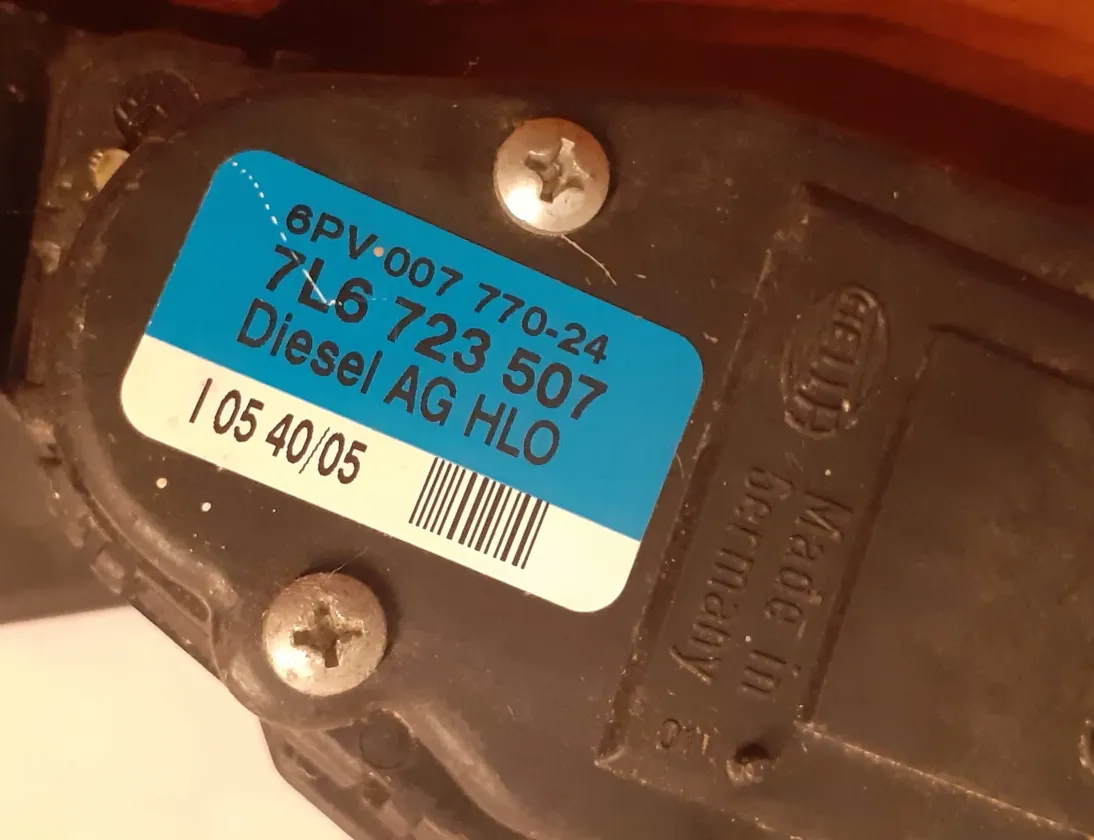 6PV·007 770-24
7L6 723 507
Diesel AG HLO
I 05 40/05
HELLA
Made in
Germany